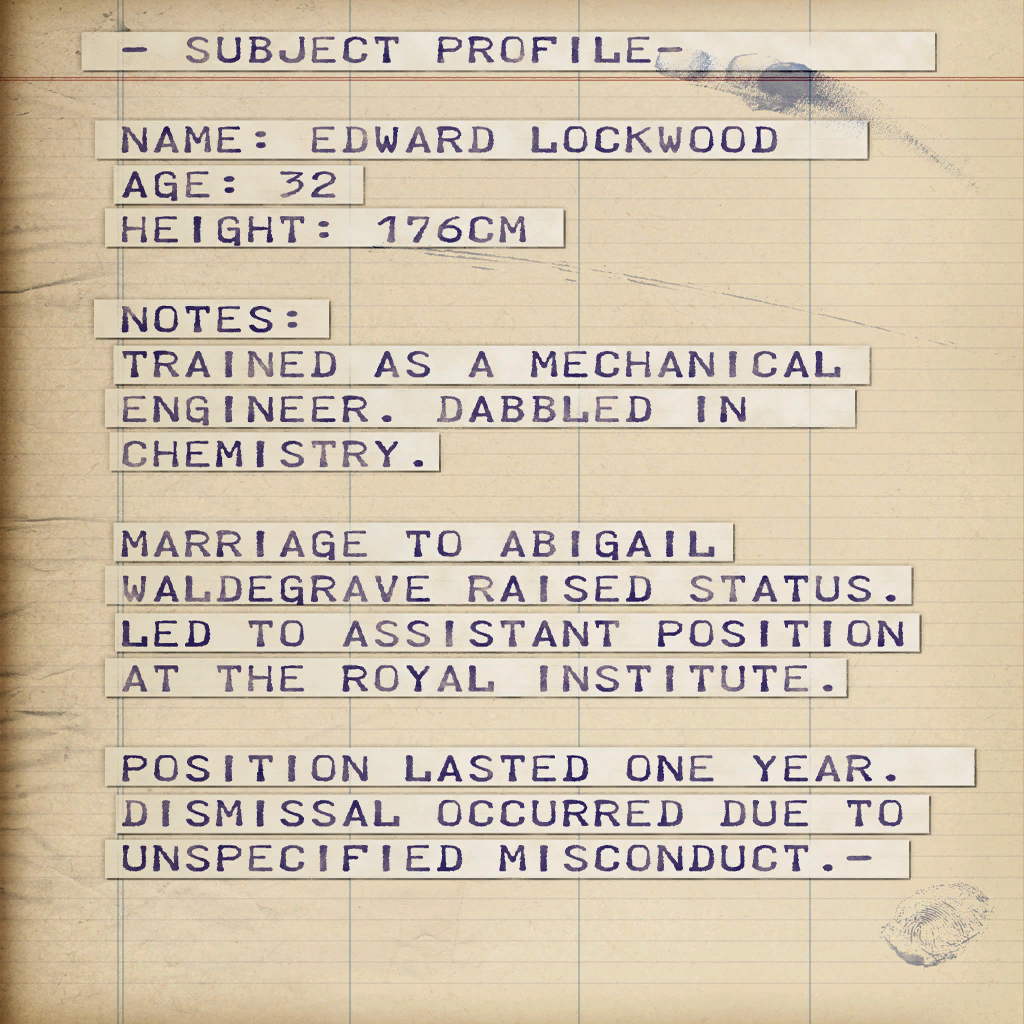 - SUBJECT PROFILE-
NAME: EDWARD LOCKWOOD
AGE: 32
HEIGHT: 176CM
NOTES:
TRAINED AS A MECHANICAL
ENGINEER. DABBLED IN
CHEMISTRY.
MARRIAGE TO ABIGAIL
WALDEGRAVE RAISED STATUS.
LED TO ASSISTANT POSITION
AT THE ROYAL INSTITUTE.
POSITION LASTED ONE YEAR.
DISMISSAL OCCURRED DUE TO
UNSPECIFIED MISCONDUCT.-